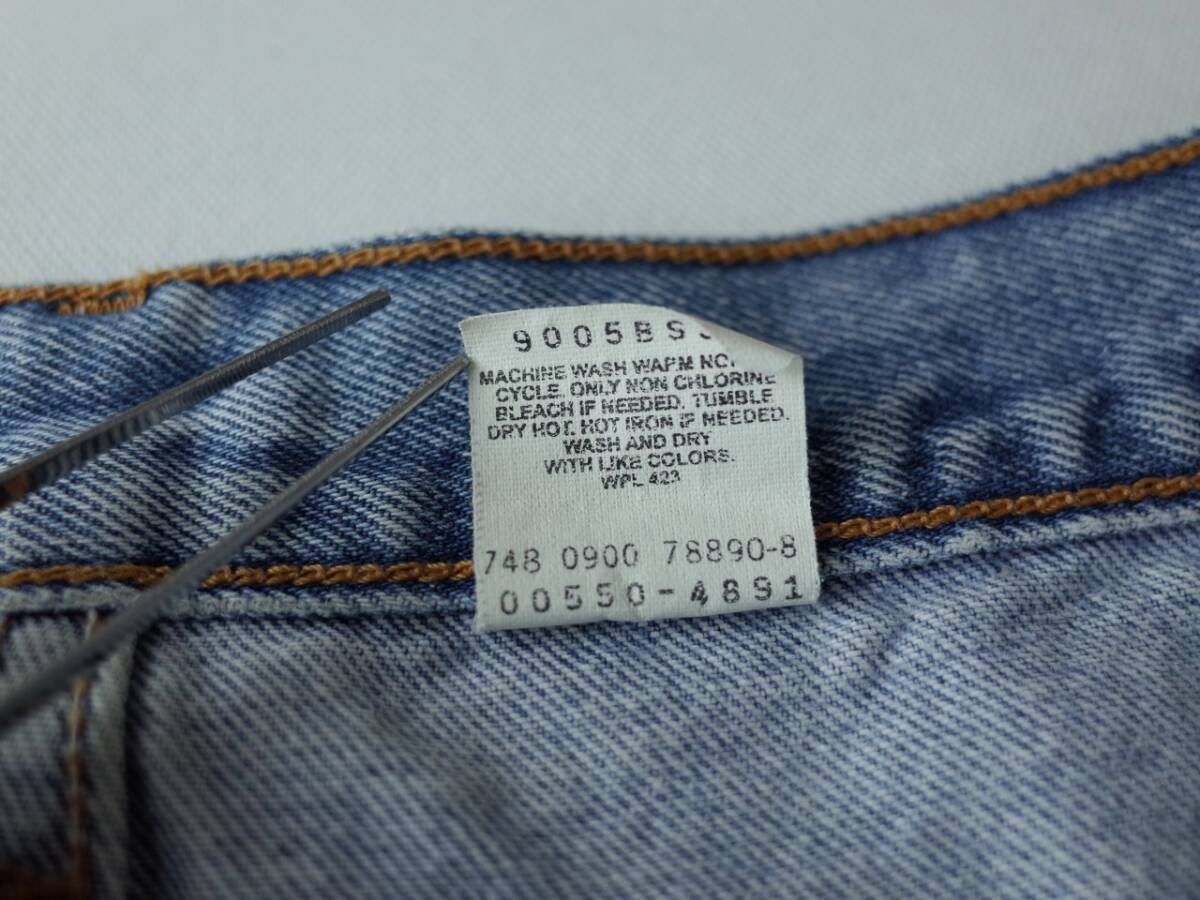 9005BS
MACHINE WASH WARM
CYCLE. ONLY NON CHLORINE
BLEACH IF NEEDED. TUMBLE
DRY HOT. HOT IRON IF NEEDED.
WASH AND DRY
WITH LIKE COLORS.
WPL 423
748 0900 78890-8
00550-4891